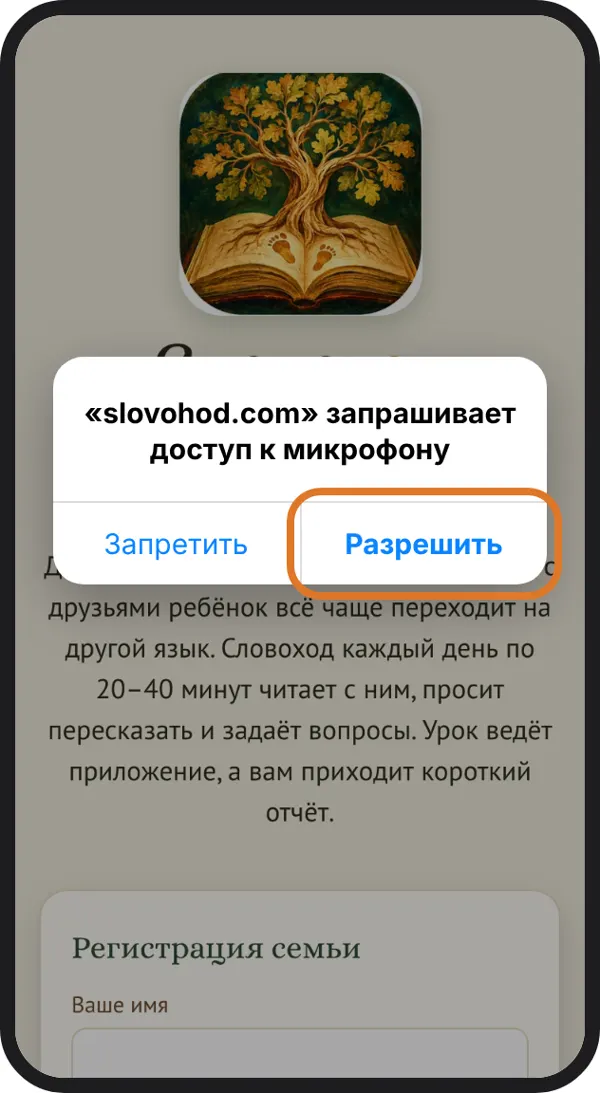 «slovohod.com» запрашивает
доступ к микрофону
Запретить
Разрешить
друзьями ребёнок всё чаще переходит на
другой язык. Словоход каждый день по
20–40 минут читает с ним, просит
пересказать и задаёт вопросы. Урок ведёт
приложение, а вам приходит короткий
отчёт.
Регистрация семьи
Ваше имя